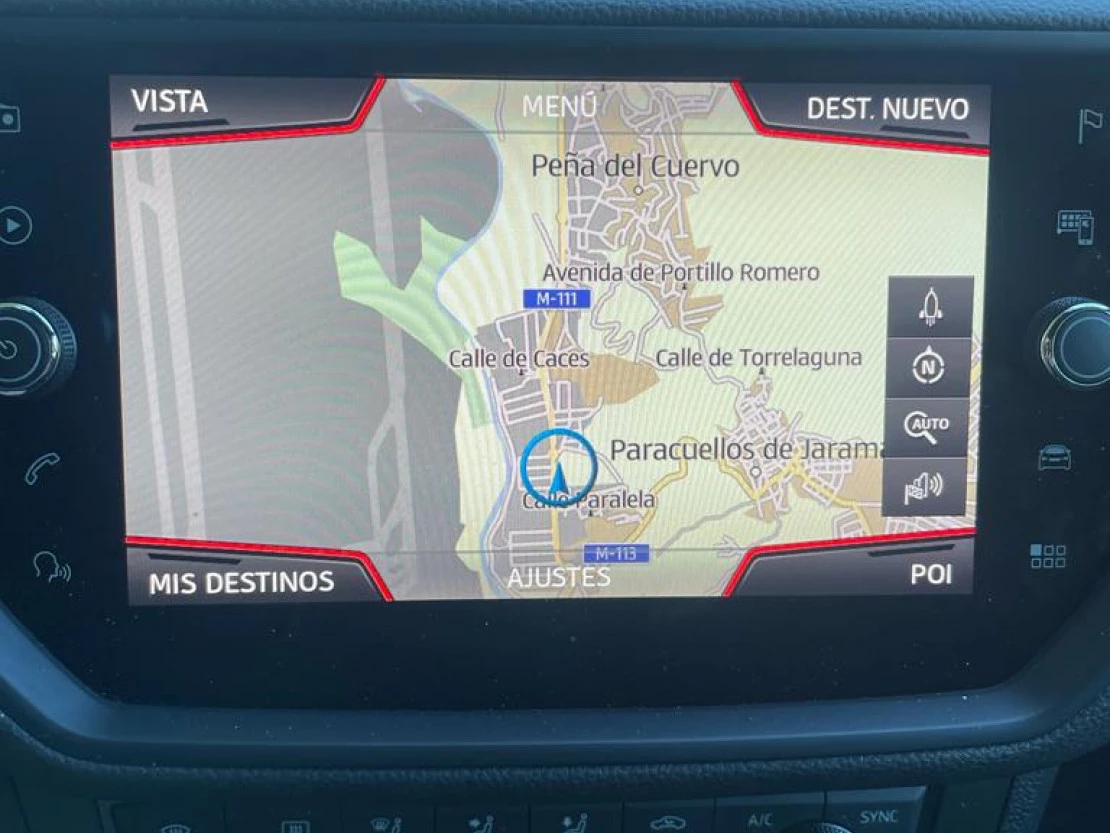 VISTA
MENÚ
DEST. NUEVO
Peña del Cuervo
Avenida de Portillo Romero
M-111
Calle de Caces
Calle de Torrelaguna
N
AUTO
Paracuellos de Jarama
Calle Paralela
M-113
MIS DESTINOS
AJUSTES
POI
A/C
SYNC